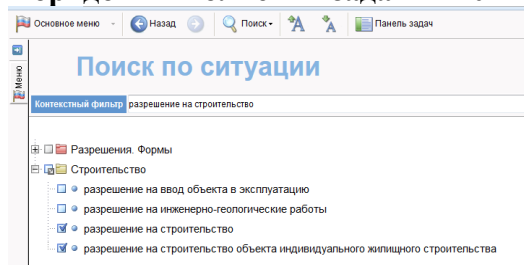 Основное меню Назад Поиск Панель задач
Меню
Поиск по ситуации
Контекстный фильтр разрешение на строительство
Разрешения. Формы
Строительство
разрешение на ввод объекта в эксплуатацию
разрешение на инженерно-геологические работы
разрешение на строительство
разрешение на строительство объекта индивидуального жилищного строительства